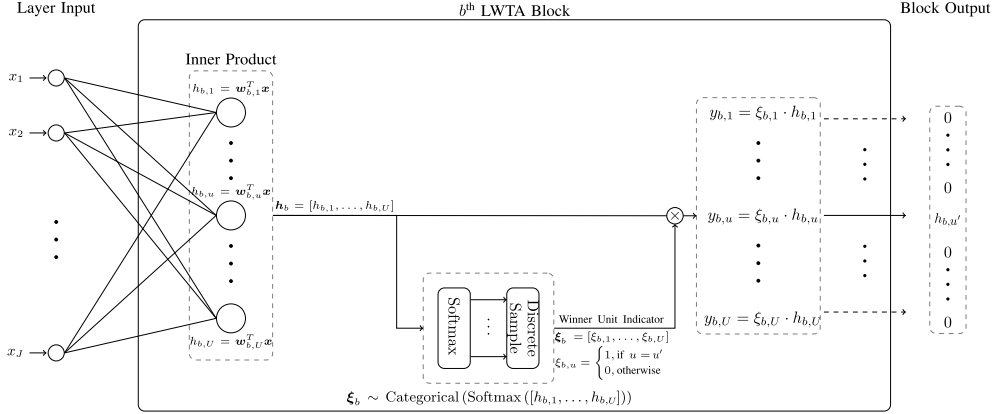 Layer Input
bᵗʰ LWTA Block
Block Output
Inner Product
x₁
x₂
x_J
h_{b,1} = w_{b,1}^T x
h_{b,u} = w_{b,u}^T x
h_{b,U} = w_{b,U}^T x
h_b = [h_{b,1}, ..., h_{b,U}]
Softmax
...
Discrete
Sample
Winner Unit Indicator
ξ_b = [ξ_{b,1}, ..., ξ_{b,U}]
ξ_{b,u} = { 1, if u = u′
0, otherwise
ξ_b ∼ Categorical (Softmax ([h_{b,1}, ..., h_{b,U}]))
×
y_{b,1} = ξ_{b,1} · h_{b,1}
y_{b,u} = ξ_{b,u} · h_{b,u}
y_{b,U} = ξ_{b,U} · h_{b,U}
0
0
h_{b,u′}
0
0